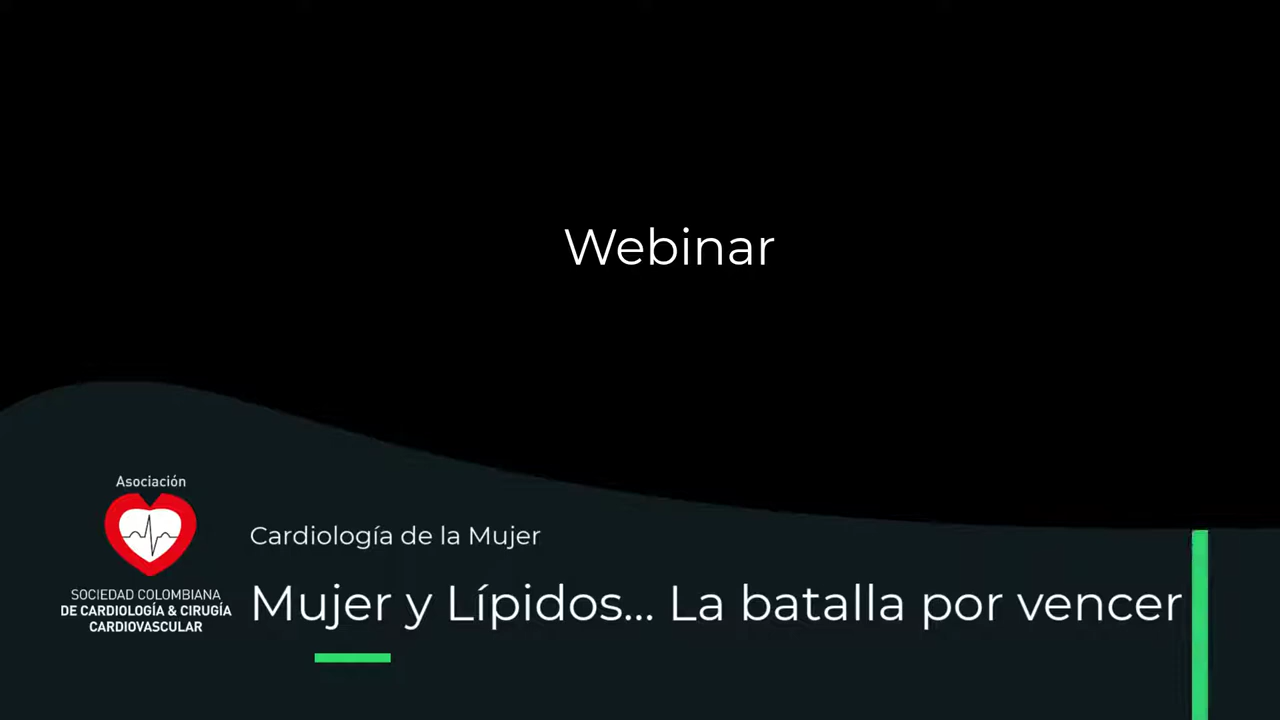 Webinar
Asociación
SOCIEDAD COLOMBIANA
DE CARDIOLOGÍA & CIRUGÍA
CARDIOVASCULAR
Cardiología de la Mujer
Mujer y Lípidos... La batalla por vencer